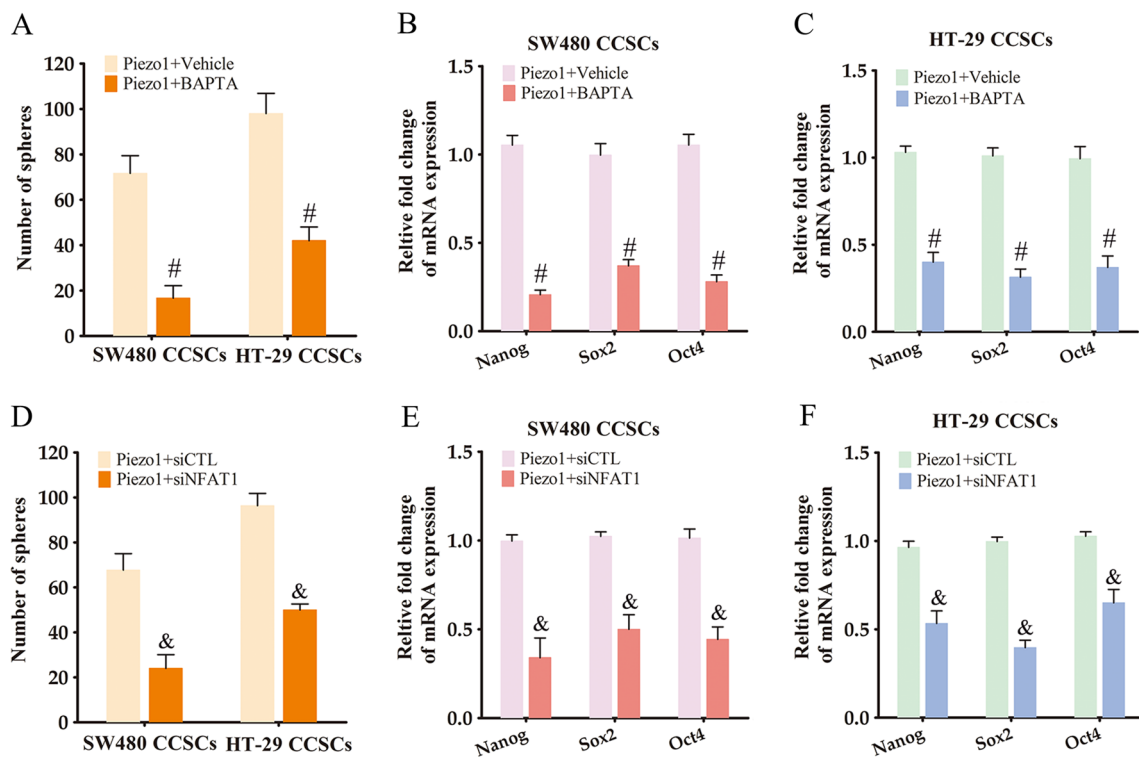 A
Piezo1+Vehicle
Piezo1+BAPTA
Number of spheres
120
100
80
60
40
20
0
#
#
SW480 CCSCs
HT-29 CCSCs
B
SW480 CCSCs
Piezo1+Vehicle
Piezo1+BAPTA
Reltive fold change
of mRNA expression
1.5
1.0
0.5
0.0
#
#
#
Nanog
Sox2
Oct4
C
HT-29 CCSCs
Piezo1+Vehicle
Piezo1+BAPTA
Reltive fold change
of mRNA expression
1.5
1.0
0.5
0.0
#
#
#
Nanog
Sox2
Oct4
D
Piezo1+siCTL
Piezo1+siNFAT1
Number of spheres
120
100
80
60
40
20
0
&
&
SW480 CCSCs
HT-29 CCSCs
E
SW480 CCSCs
Piezo1+siCTL
Piezo1+siNFAT1
Reltive fold change
of mRNA expression
1.5
1.0
0.5
0.0
&
&
&
Nanog
Sox2
Oct4
F
HT-29 CCSCs
Piezo1+siCTL
Piezo1+siNFAT1
Reltive fold change
of mRNA expression
1.5
1.0
0.5
0.0
&
&
&
Nanog
Sox2
Oct4